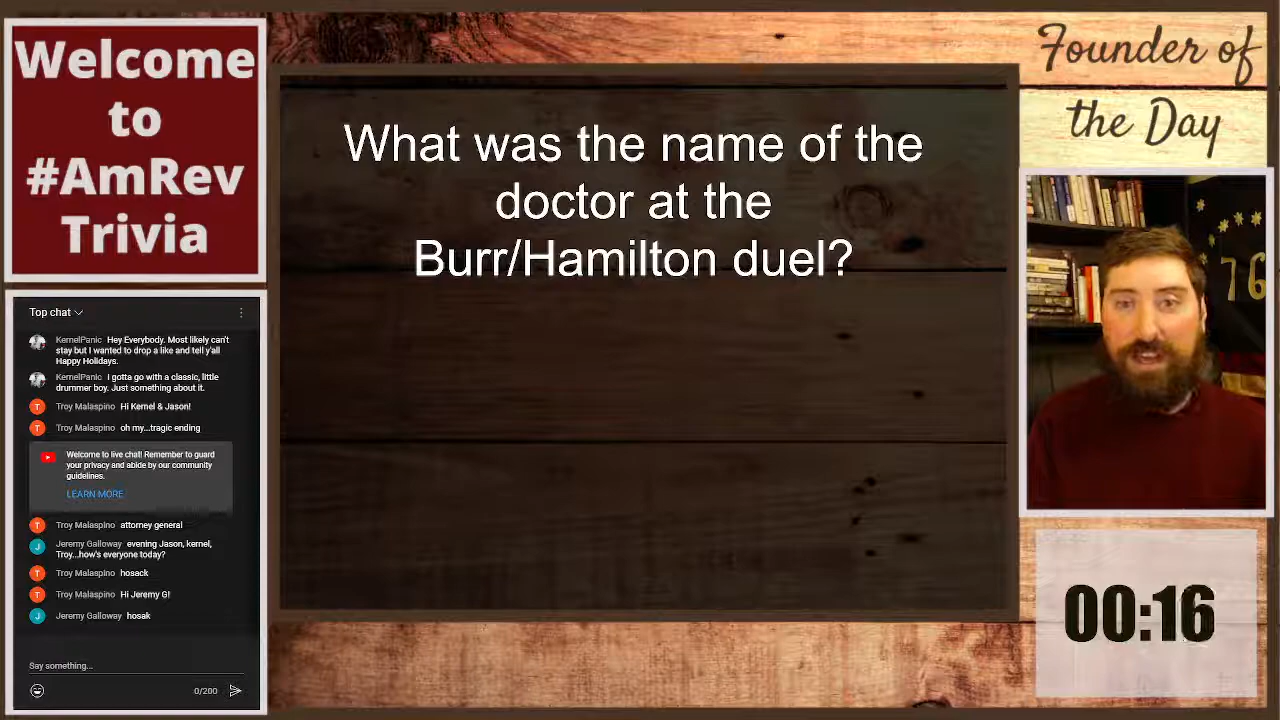 Welcome
to
#AmRev
Trivia
What was the name of the
doctor at the
Burr/Hamilton duel?
Founder of
the Day
76
Top chat
KernelPanic Hey Everybody. Most likely can't
stay but I wanted to drop a like and tell y'all
Happy Holidays.
KernelPanic I gotta go with a classic, little
drummer boy. Just something about it.
T Troy Malaspino Hi Kernel & Jason!
T Troy Malaspino oh my...tragic ending
Welcome to live chat! Remember to guard
your privacy and abide by our community
guidelines.
LEARN MORE
T Troy Malaspino attorney general
J Jeremy Galloway evening Jason, kernel,
Troy...how's everyone today?
T Troy Malaspino hosack
T Troy Malaspino Hi Jeremy G!
J Jeremy Galloway hosak
Say something...
0/200
00:16